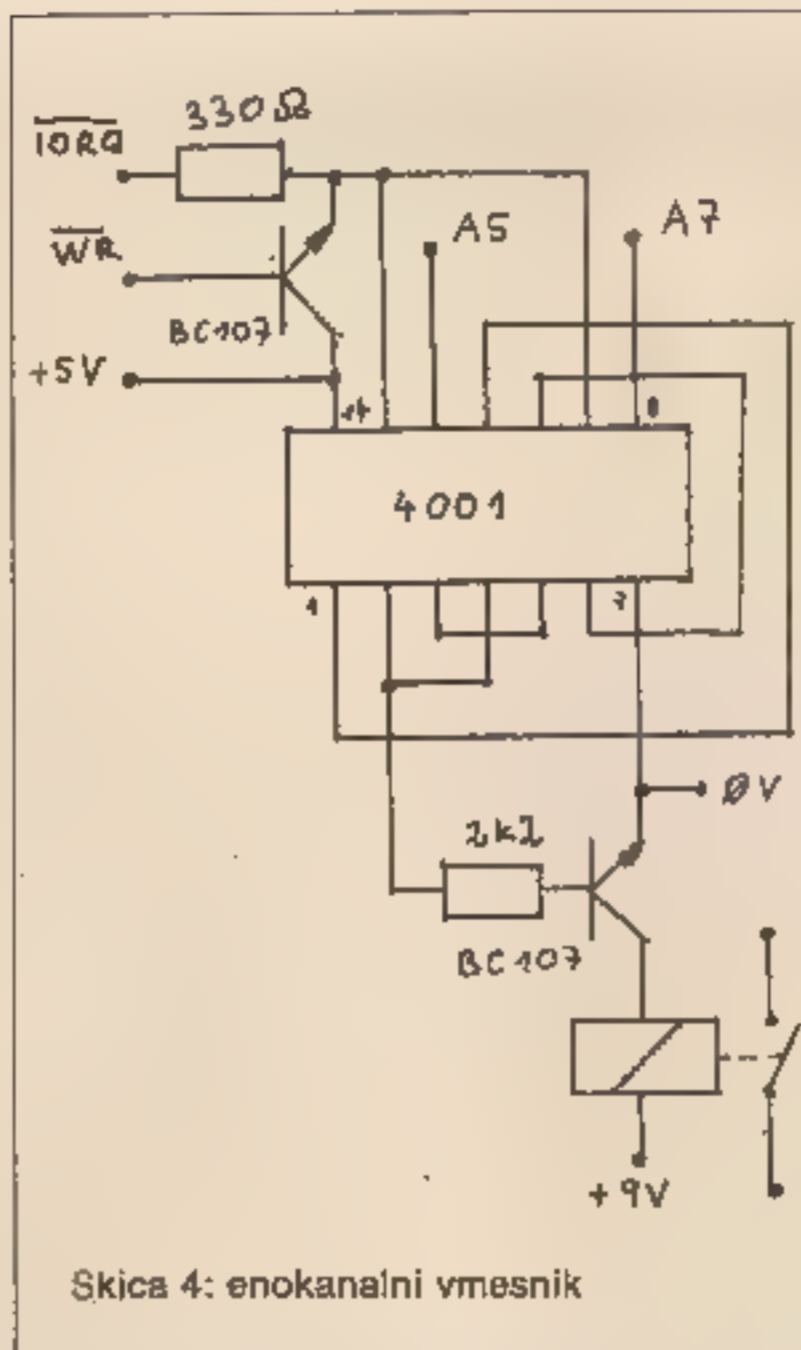 330Ω
IORQ
A5
A7
WR
BC107
+5V
14
8
4001
1
7
ØV
2k2
BC107
+9V
Skica 4: enokanalni vmesnik